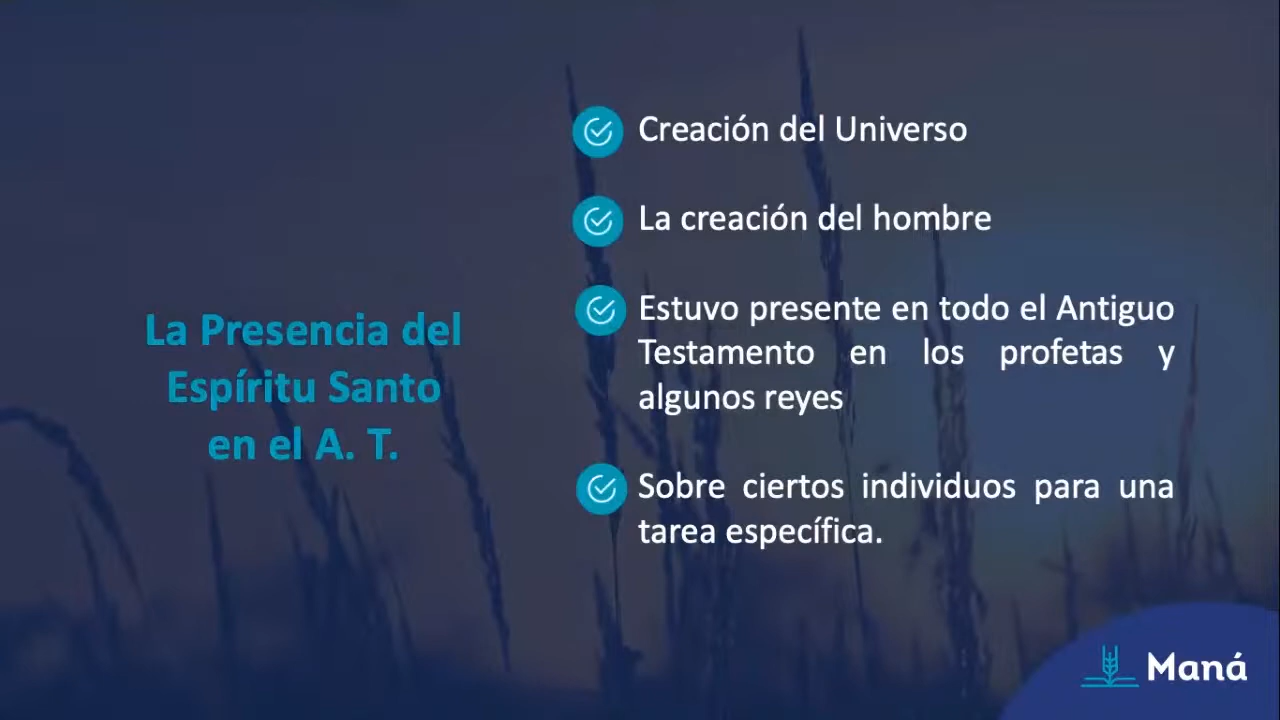 La Presencia del
Espíritu Santo
en el A. T.
Creación del Universo
La creación del hombre
Estuvo presente en todo el Antiguo
Testamento en los profetas y
algunos reyes
Sobre ciertos individuos para una
tarea específica.
Maná